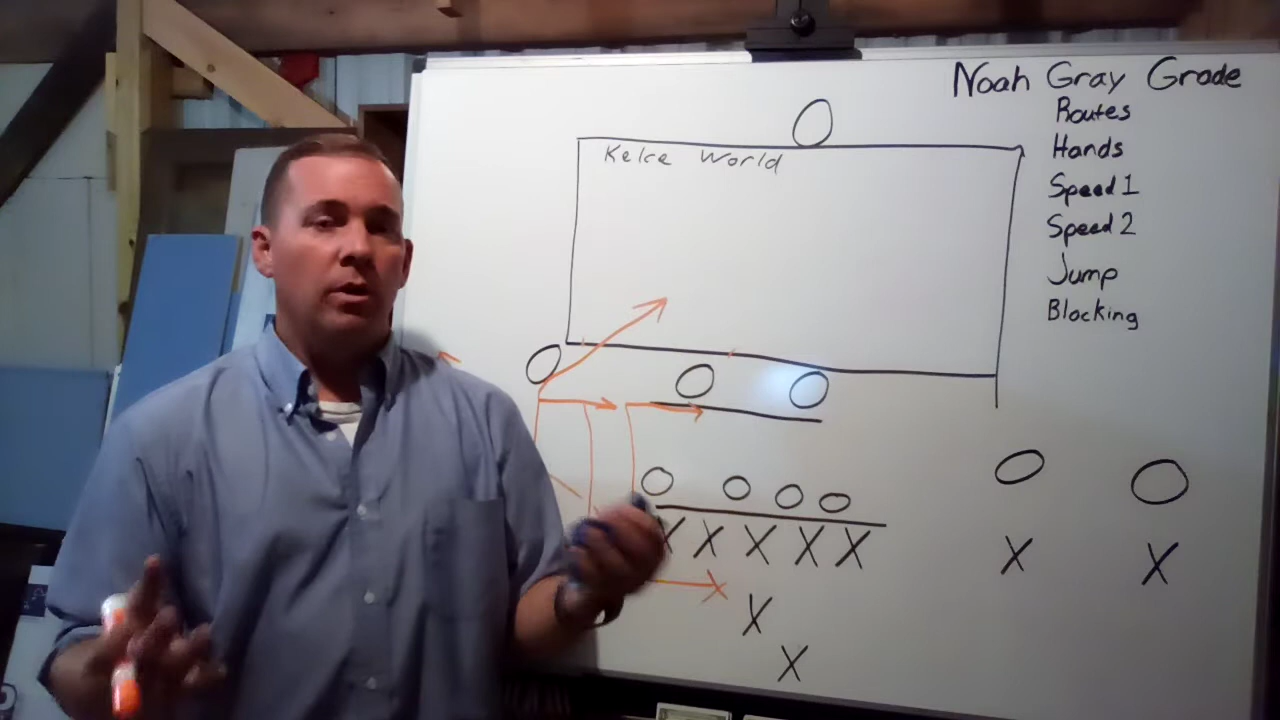 Noah Gray Grade
Routes
Hands
Speed 1
Speed 2
Jump
Blocking
Kelce World